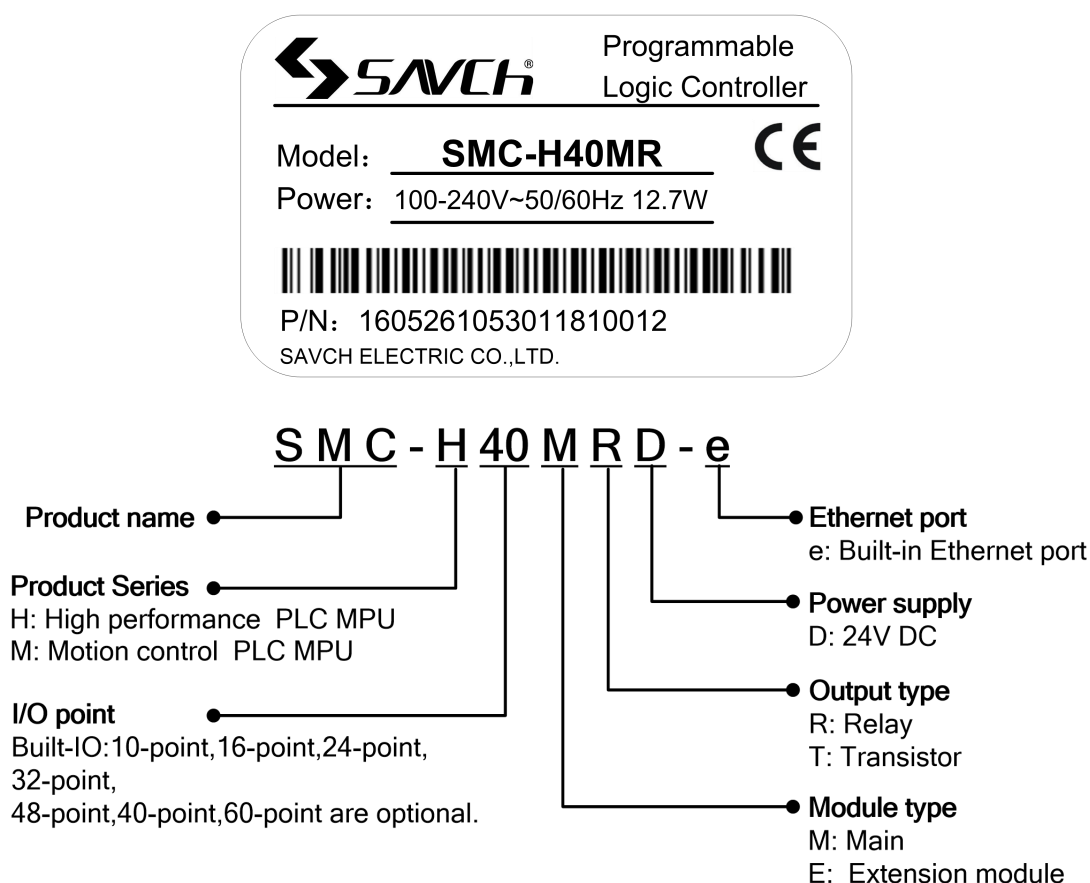 SAVCH®
Programmable
Logic Controller
Model: SMC-H40MR
CE
Power: 100-240V~50/60Hz 12.7W
P/N: 1605261053011810012
SAVCH ELECTRIC CO.,LTD.
S M C - H 40 M R D - e
Product name
Product Series
H: High performance PLC MPU
M: Motion control PLC MPU
I/O point
Built-IO:10-point,16-point,24-point,
32-point,
48-point,40-point,60-point are optional.
Ethernet port
e: Built-in Ethernet port
Power supply
D: 24V DC
Output type
R: Relay
T: Transistor
Module type
M: Main
E: Extension module